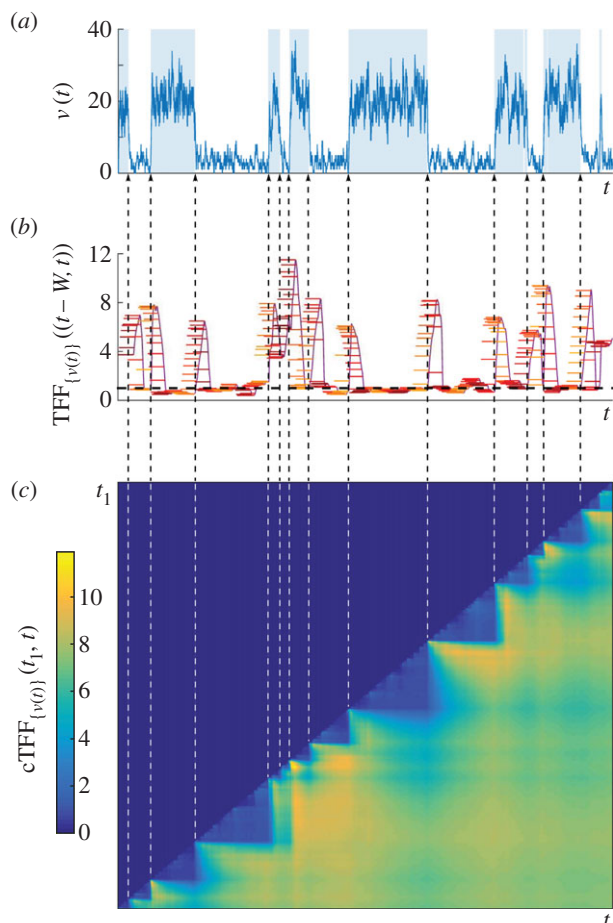 (a)
40
20
0
v (t)
t
(b)
12
8
4
0
TFF{v(t)} ((t – W, t))
t
(c)
t1
10
8
6
4
2
0
cTFF{v(t)} (t1, t)
t